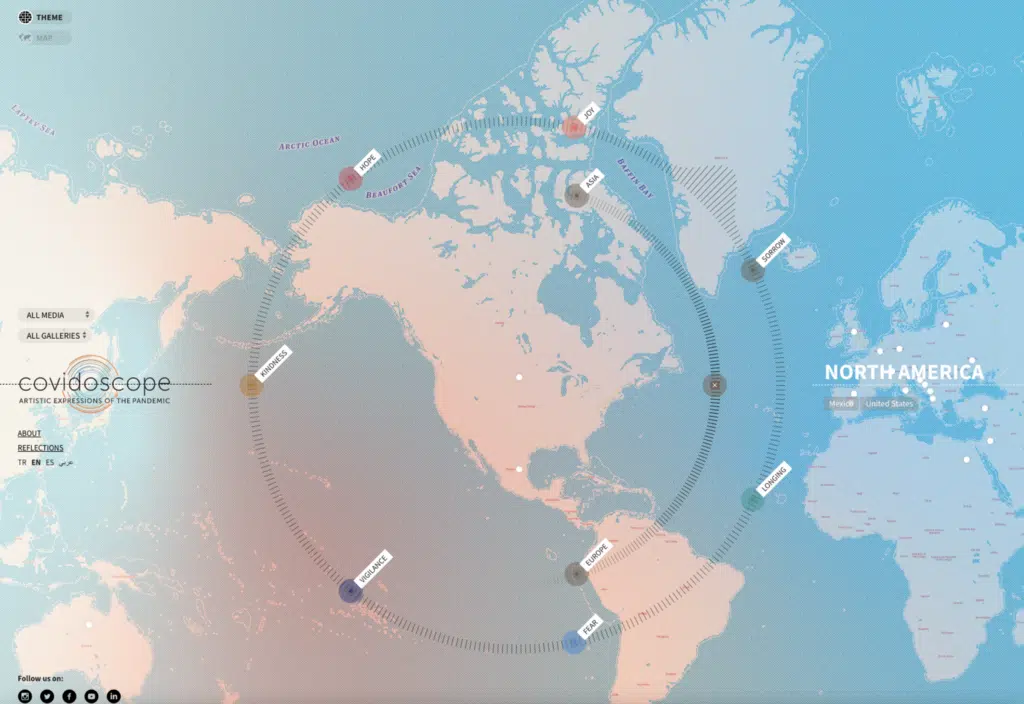 THEME
MAP
LAPTEV SEA
ARCTIC OCEAN
BEAUFORT SEA
BAFFIN BAY
JOY
HOPE
ASIA
SORROW
KINDNESS
ALL MEDIA
ALL GALLERIES
covidoscope
ARTISTIC EXPRESSIONS OF THE PANDEMIC
NORTH AMERICA
Mexico
United States
ABOUT
REFLECTIONS
TR EN ES عربي
LONGING
EUROPE
VIGILANCE
FEAR
Follow us on: